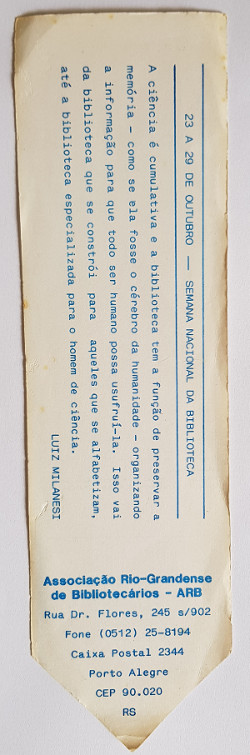 23 A 29 DE OUTUBRO — SEMANA NACIONAL DA BIBLIOTECA
A ciência é cumulativa e a biblioteca tem a função de preservar a
memória - como se ela fosse o cérebro da humanidade - organizando
a informação para que todo ser humano possa usufruí-la. Isso vai
da biblioteca que se constrói para aqueles que se alfabetizam,
até a biblioteca especializada para o homem de ciência.
LUIZ MILANESI
Associação Rio-Grandense
de Bibliotecários - ARB
Rua Dr. Flores, 245 s/902
Fone (0512) 25-8194
Caixa Postal 2344
Porto Alegre
CEP 90.020
RS